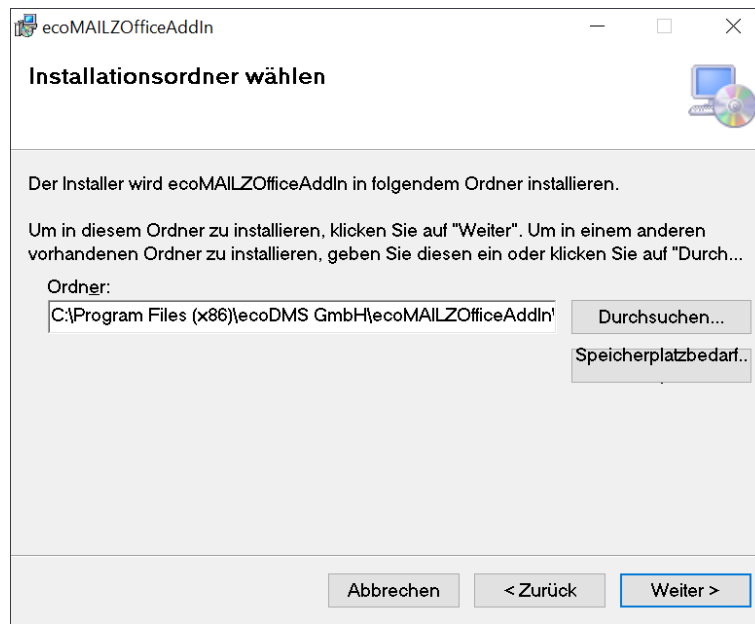 ecoMAILZOfficeAddIn
Installationsordner wählen
Der Installer wird ecoMAILZOfficeAddIn in folgendem Ordner installieren.
Um in diesem Ordner zu installieren, klicken Sie auf "Weiter". Um in einem anderen
vorhandenen Ordner zu installieren, geben Sie diesen ein oder klicken Sie auf "Durch...
Ordner:
C:\Program Files (x86)\ecoDMS GmbH\ecoMAILZOfficeAddIn\
Durchsuchen...
Speicherplatzbedarf..
Abbrechen
< Zurück
Weiter >